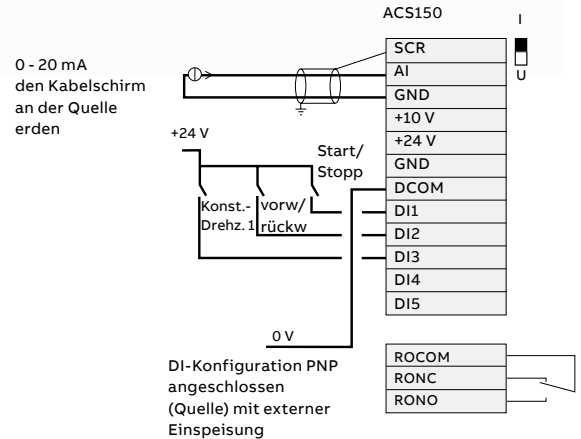 ACS150
I
U
0 - 20 mA
den Kabelschirm
an der Quelle
erden
SCR
AI
GND
+10 V
+24 V
GND
DCOM
DI1
DI2
DI3
DI4
DI5
+24 V
Start/
Stopp
Konst.-
Drehz. 1
vorw/
rückw
0 V
DI-Konfiguration PNP
angeschlossen
(Quelle) mit externer
Einspeisung
ROCOM
RONC
RONO